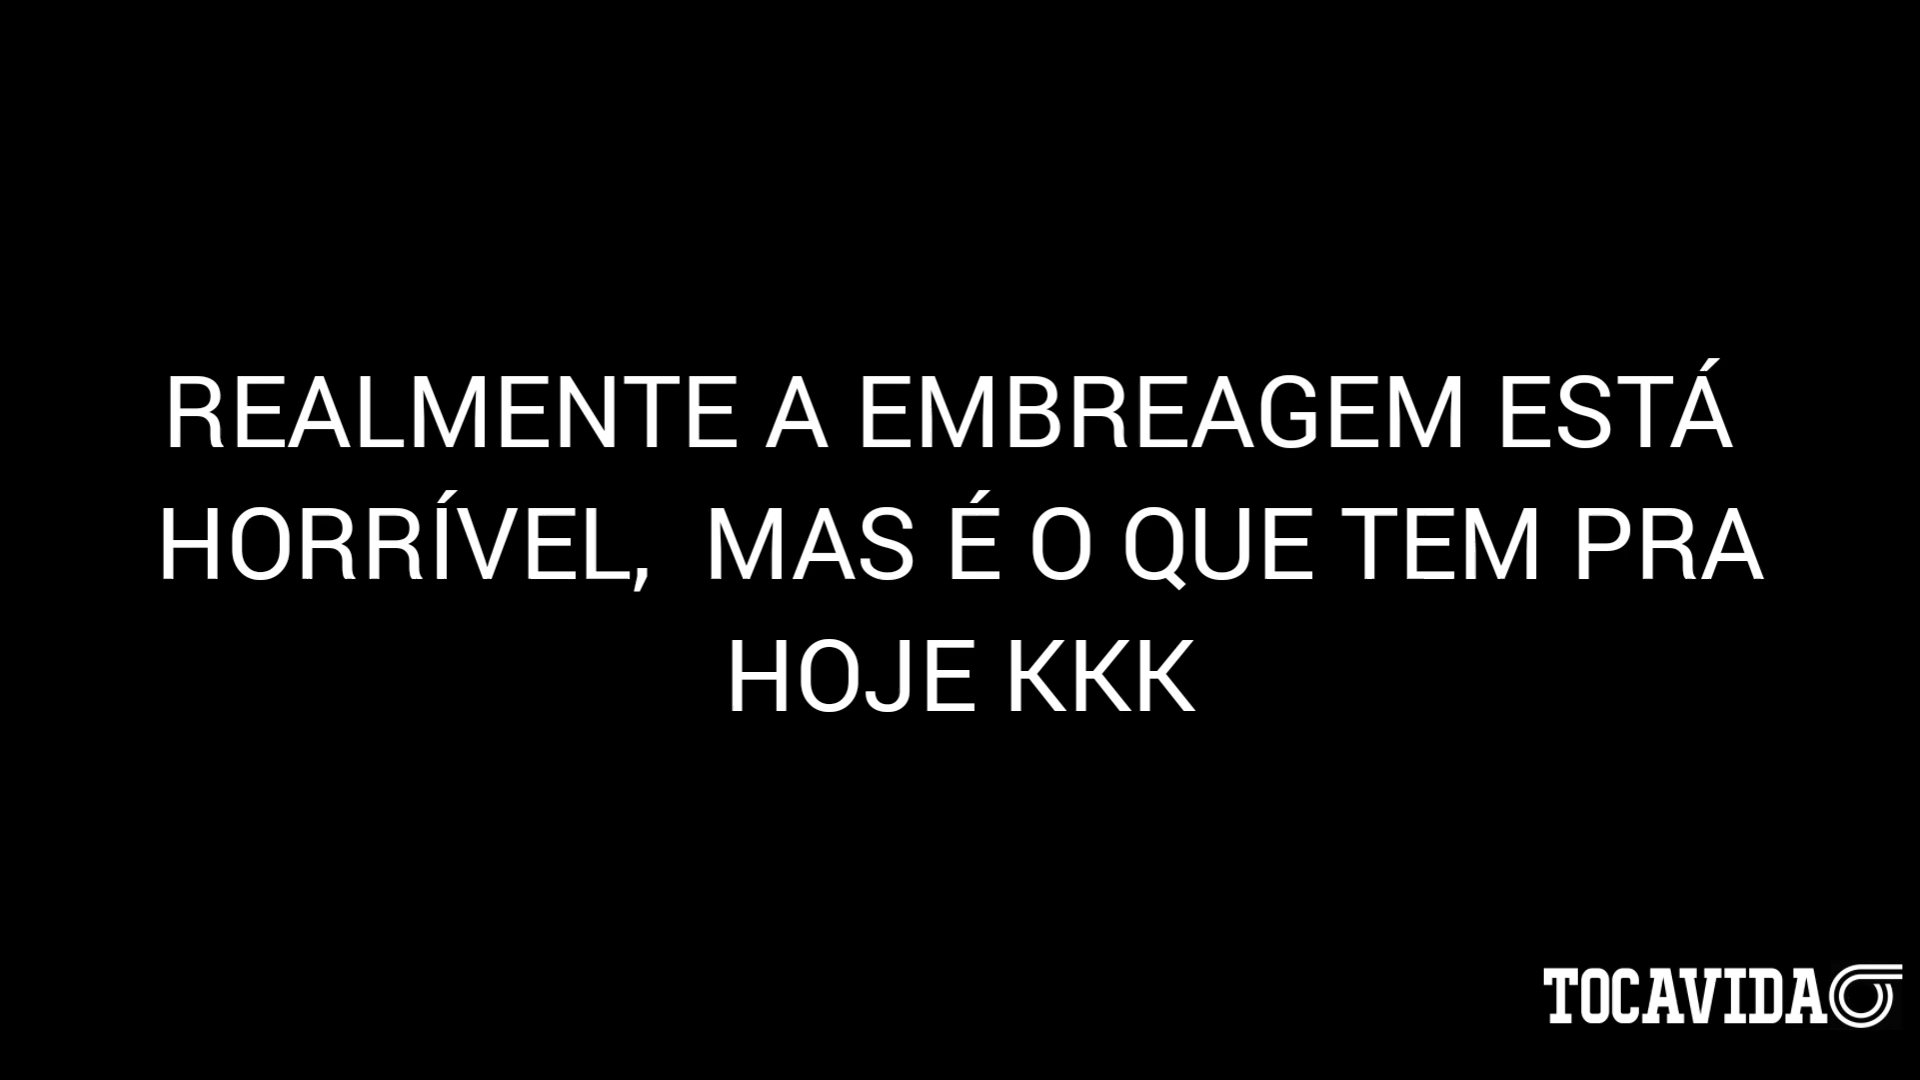 REALMENTE A EMBREAGEM ESTÁ
HORRÍVEL,  MAS É O QUE TEM PRA
HOJE KKK
TOCAVIDA